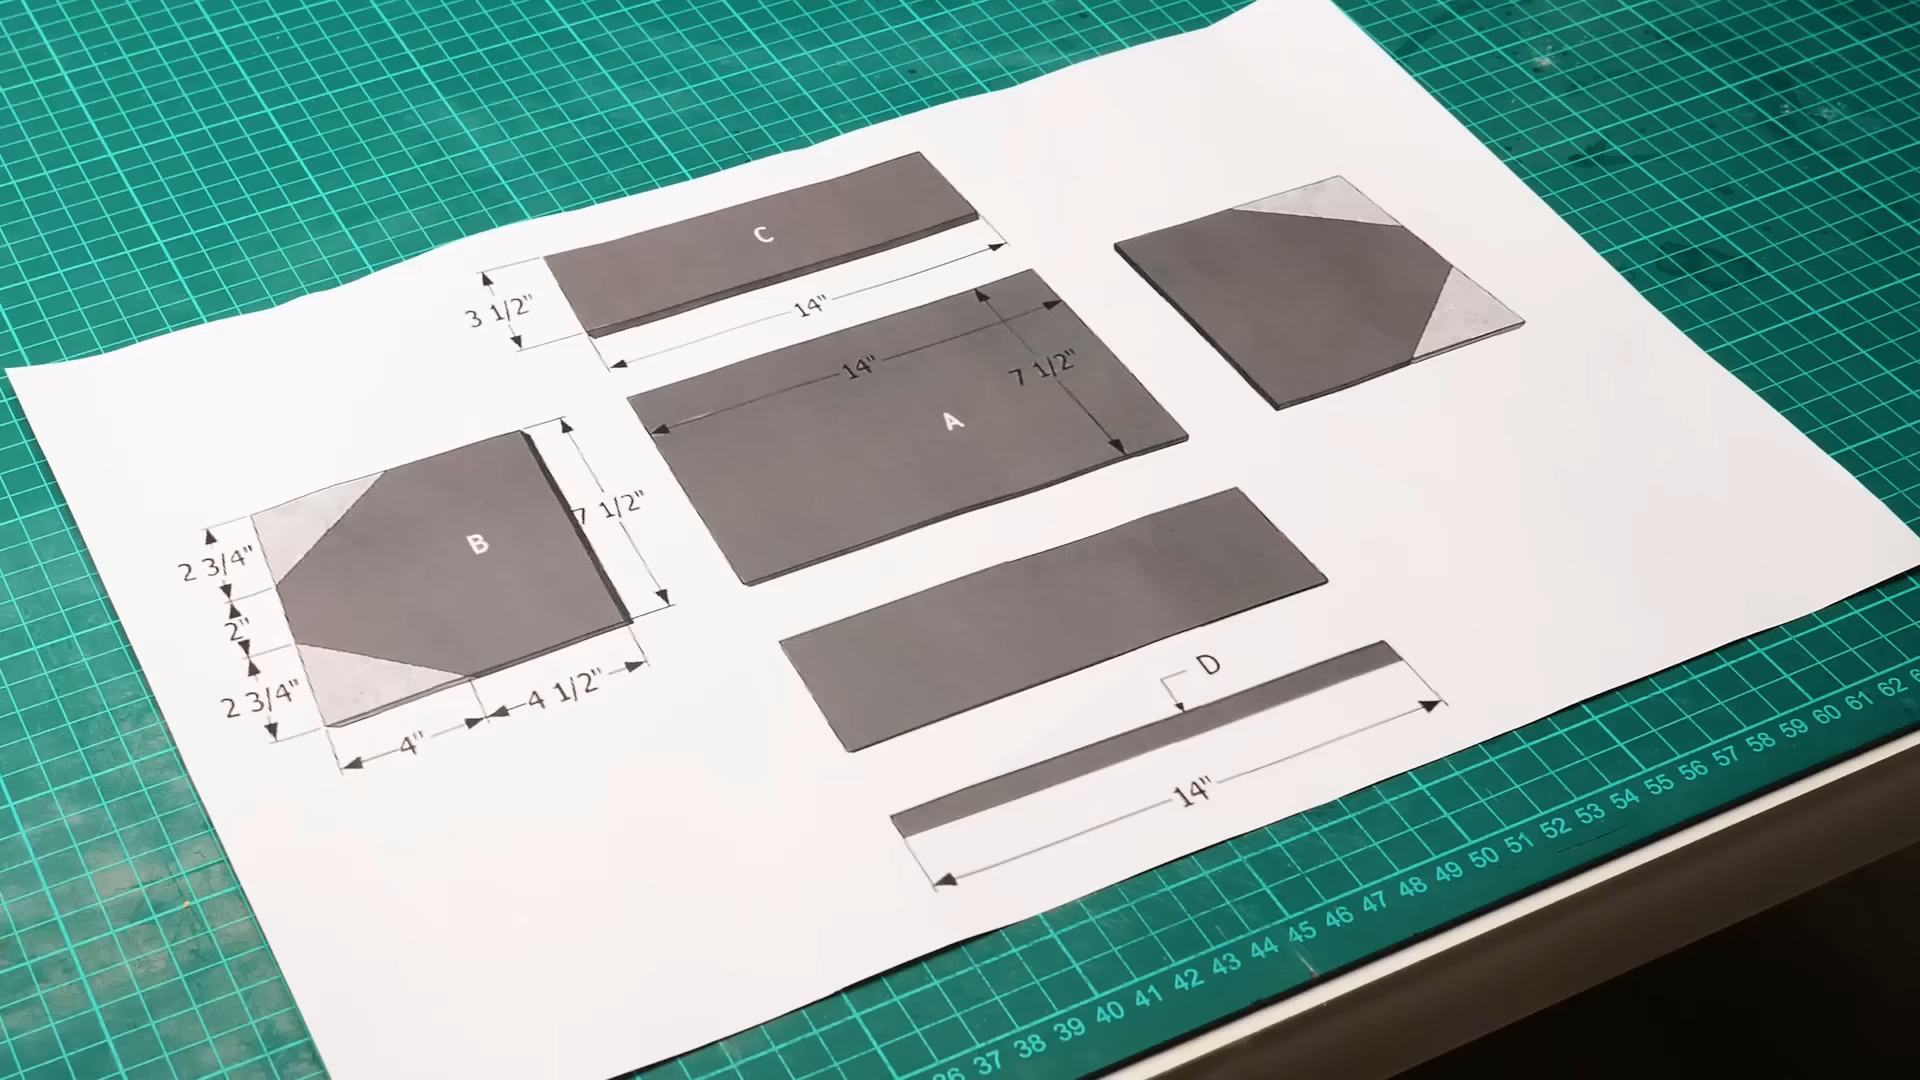 C
3 1/2"
14"
14"
7 1/2"
A
B
7 1/2"
2 3/4"
2"
2 3/4"
4"
4 1/2"
D
14"
37 38 39 40 41 42 43 44 45 46 47 48 49 50 51 52 53 54 55 56 57 58 59 60 61 62